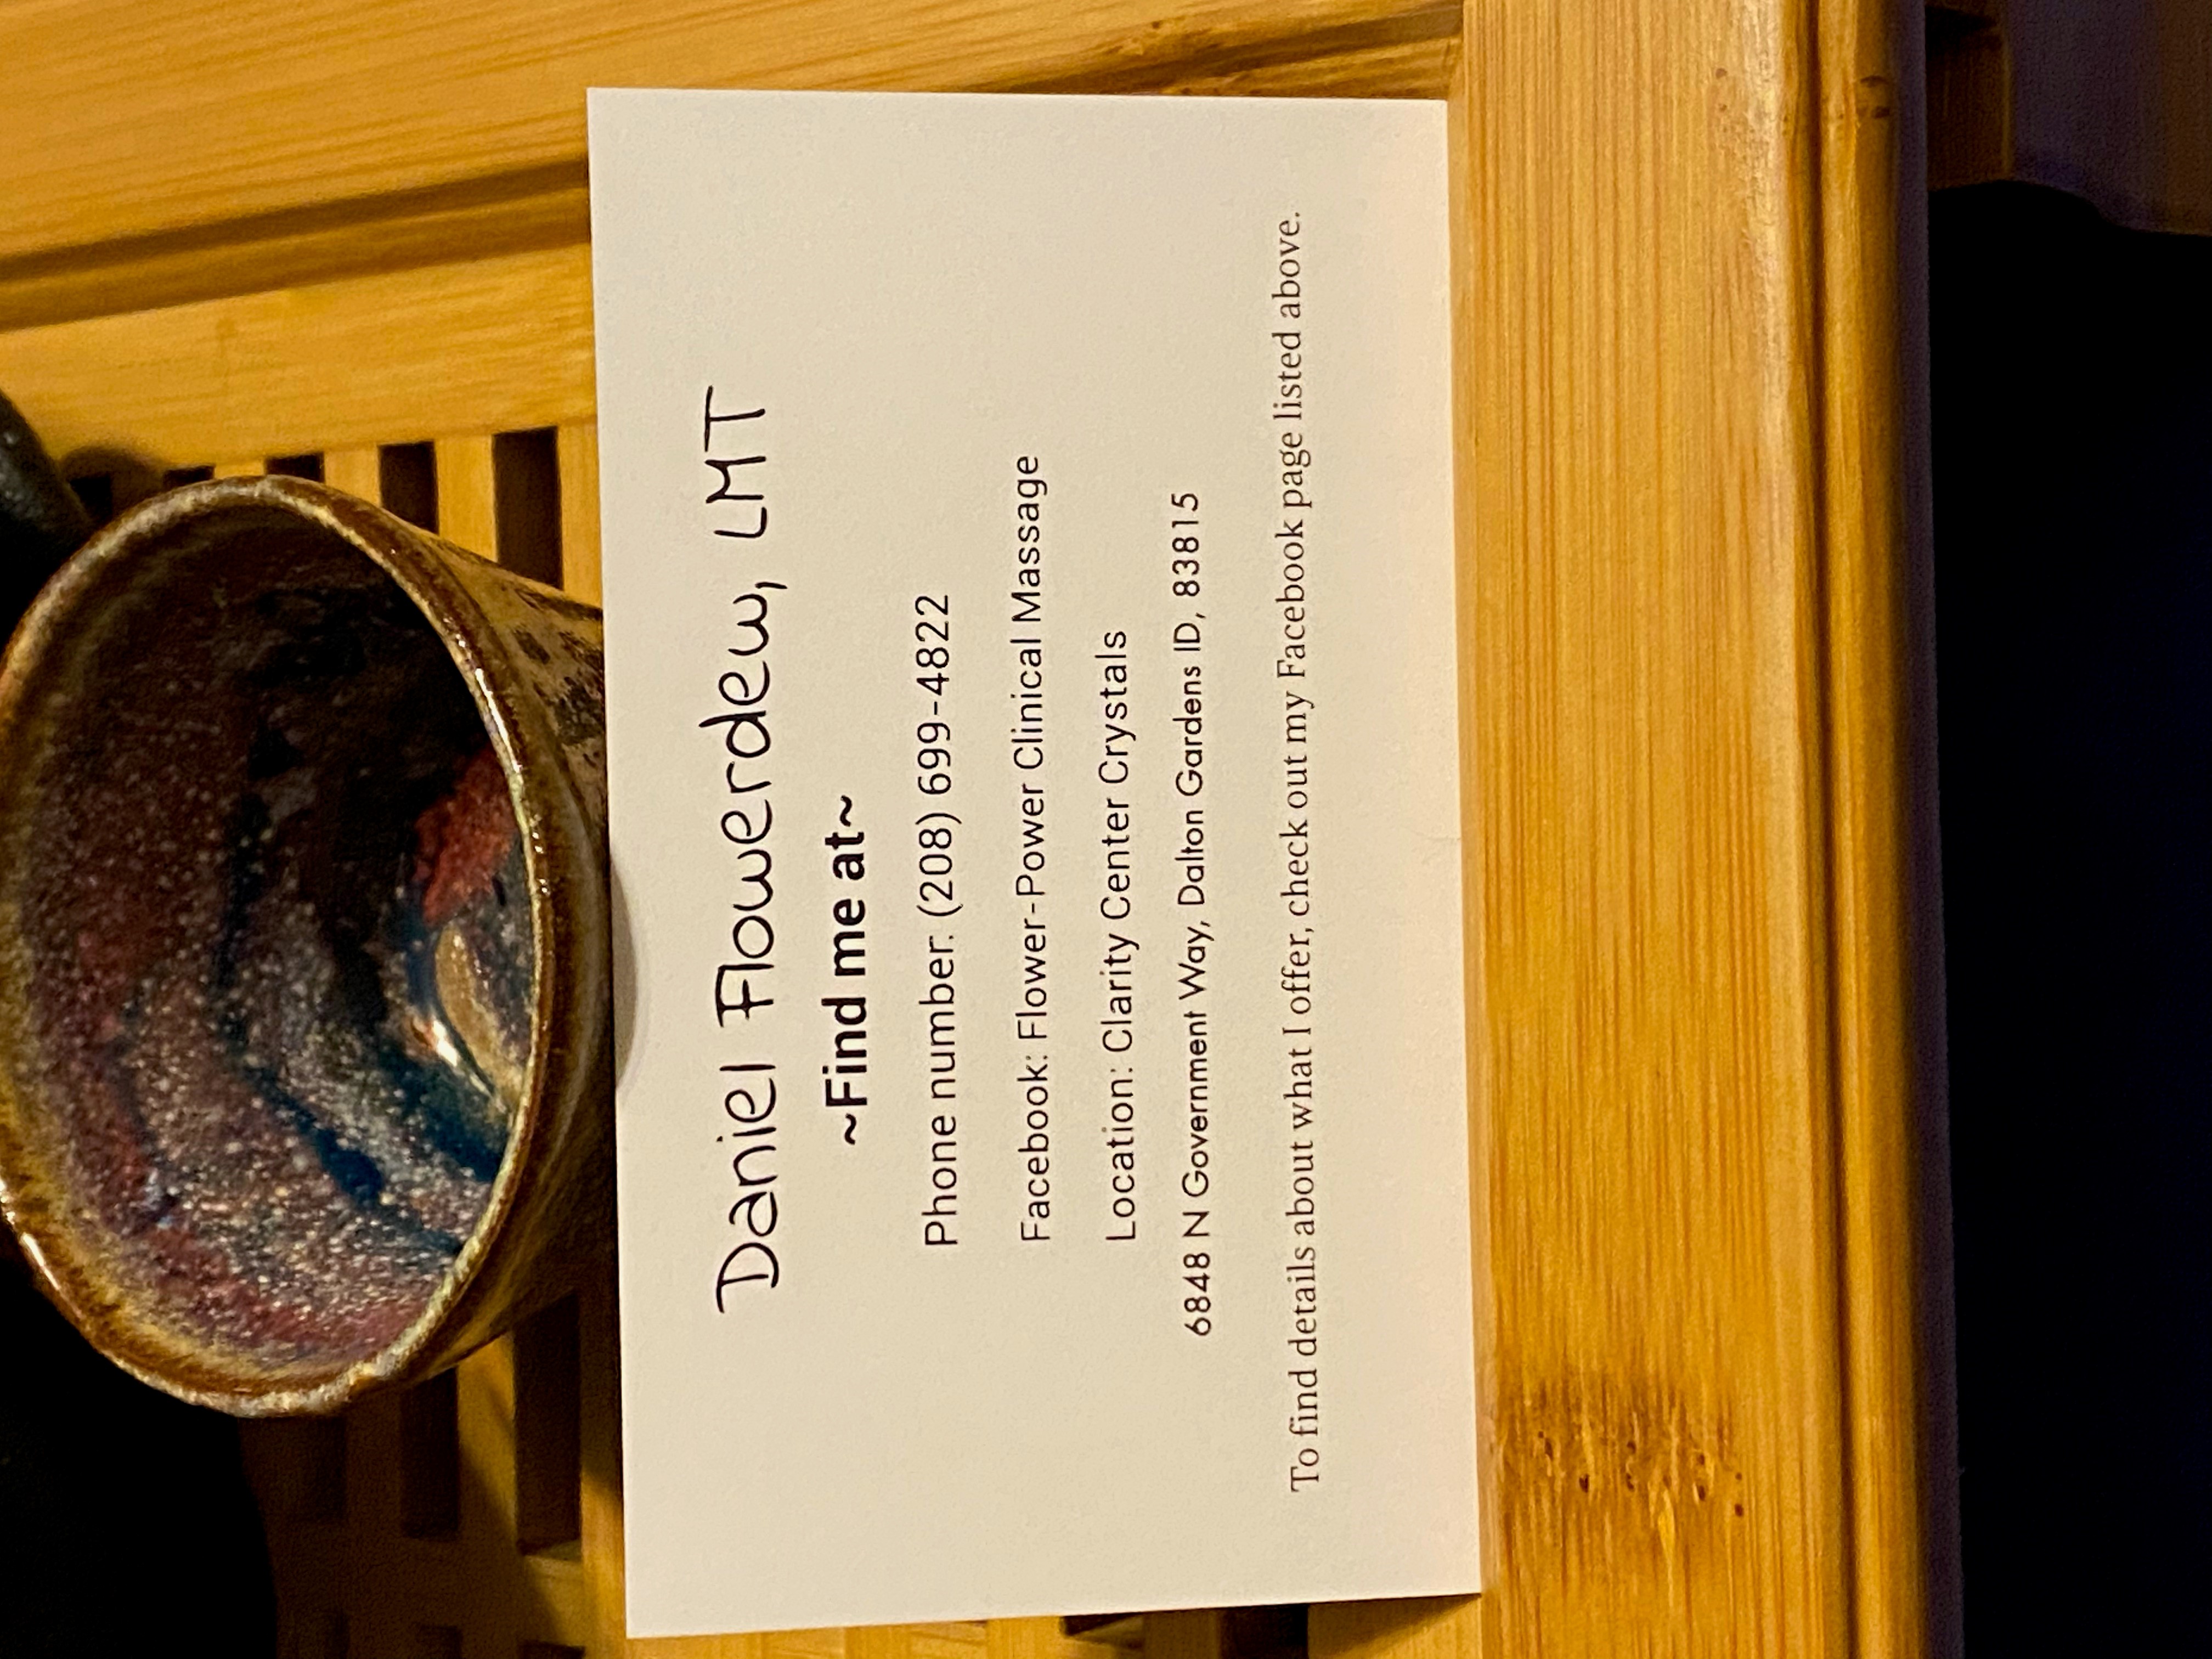 Daniel Flowerdew, LMT
~Find me at~
Phone number: (208) 699-4822
Facebook: Flower-Power Clinical Massage
Location: Clarity Center Crystals
6848 N Government Way, Dalton Gardens ID, 83815
To find details about what I offer, check out my Facebook page listed above.